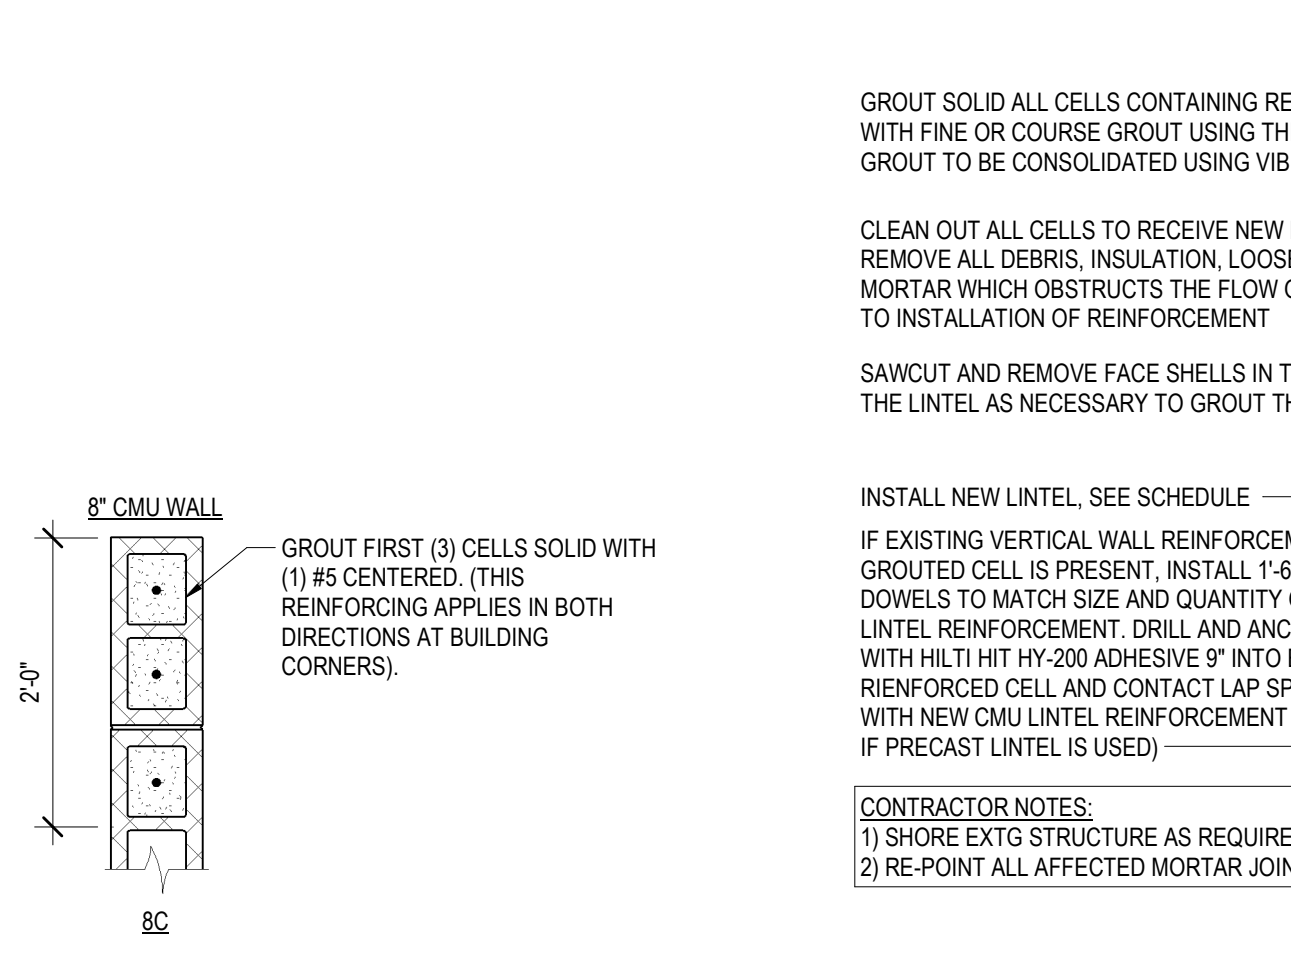 8" CMU WALL
GROUT FIRST (3) CELLS SOLID WITH
(1) #5 CENTERED. (THIS
REINFORCING APPLIES IN BOTH
DIRECTIONS AT BUILDING
CORNERS).
2'-0"
8C
GROUT SOLID ALL CELLS CONTAINING RE
WITH FINE OR COURSE GROUT USING TH
GROUT TO BE CONSOLIDATED USING VIB
CLEAN OUT ALL CELLS TO RECEIVE NEW
REMOVE ALL DEBRIS, INSULATION, LOOSE
MORTAR WHICH OBSTRUCTS THE FLOW
TO INSTALLATION OF REINFORCEMENT
SAWCUT AND REMOVE FACE SHELLS IN T
THE LINTEL AS NECESSARY TO GROUT TH
INSTALL NEW LINTEL, SEE SCHEDULE
IF EXISTING VERTICAL WALL REINFORCEM
GROUTED CELL IS PRESENT, INSTALL 1'-6
DOWELS TO MATCH SIZE AND QUANTITY
LINTEL REINFORCEMENT. DRILL AND ANC
WITH HILTI HIT HY-200 ADHESIVE 9" INTO
RIENFORCED CELL AND CONTACT LAP SP
WITH NEW CMU LINTEL REINFORCEMENT
IF PRECAST LINTEL IS USED)
CONTRACTOR NOTES:
1) SHORE EXTG STRUCTURE AS REQUIRE
2) RE-POINT ALL AFFECTED MORTAR JOIN